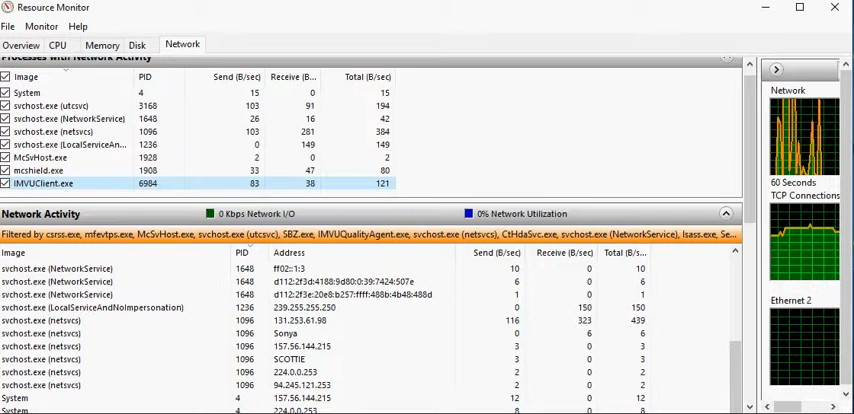 Resource Monitor
File Monitor Help
Overview CPU Memory Disk Network
Processes with Network Activity
Image PID Send (B/sec) Receive (B... Total (B/sec)
System 4 15 0 15
svchost.exe (utcsvc) 3168 103 91 194
svchost.exe (NetworkService) 1648 26 16 42
svchost.exe (netsvcs) 1096 103 281 384
svchost.exe (LocalServiceAn... 1236 0 149 149
McSvHost.exe 1928 2 0 2
mcshield.exe 1908 33 47 80
IMVUClient.exe 6984 83 38 121
Network Activity 0 Kbps Network I/O 0% Network Utilization
Filtered by csrss.exe, mfevtps.exe, McSvHost.exe, svchost.exe (utcsvc), SBZ.exe, IMVUQualityAgent.exe, svchost.exe (netsvcs), CtHdaSvc.exe, svchost.exe (NetworkService), lsass.exe, Se...
Image PID Address Send (B/sec) Receive (B/sec) Total (B/s...
svchost.exe (NetworkService) 1648 ff02::1:3 10 0 10
svchost.exe (NetworkService) 1648 d112:2f3d:4188:9d80:0:39:7424:507e 6 0 6
svchost.exe (NetworkService) 1648 d112:2f3e:20e8:b257:ffff:488b:4b48:488d 1 0 1
svchost.exe (LocalServiceAndNoImpersonation) 1236 239.255.255.250 0 150 150
svchost.exe (netsvcs) 1096 131.253.61.98 116 323 439
svchost.exe (netsvcs) 1096 Sonya 0 6 6
svchost.exe (netsvcs) 1096 157.56.144.215 3 0 3
svchost.exe (netsvcs) 1096 SCOTTIE 3 0 3
svchost.exe (netsvcs) 1096 224.0.0.253 2 0 2
svchost.exe (netsvcs) 1096 94.245.121.253 2 0 2
System 4 157.56.144.215 12 0 12
System 4 224.0.0.253 8 0 8
Network
60 Seconds
TCP Connections
Ethernet 2